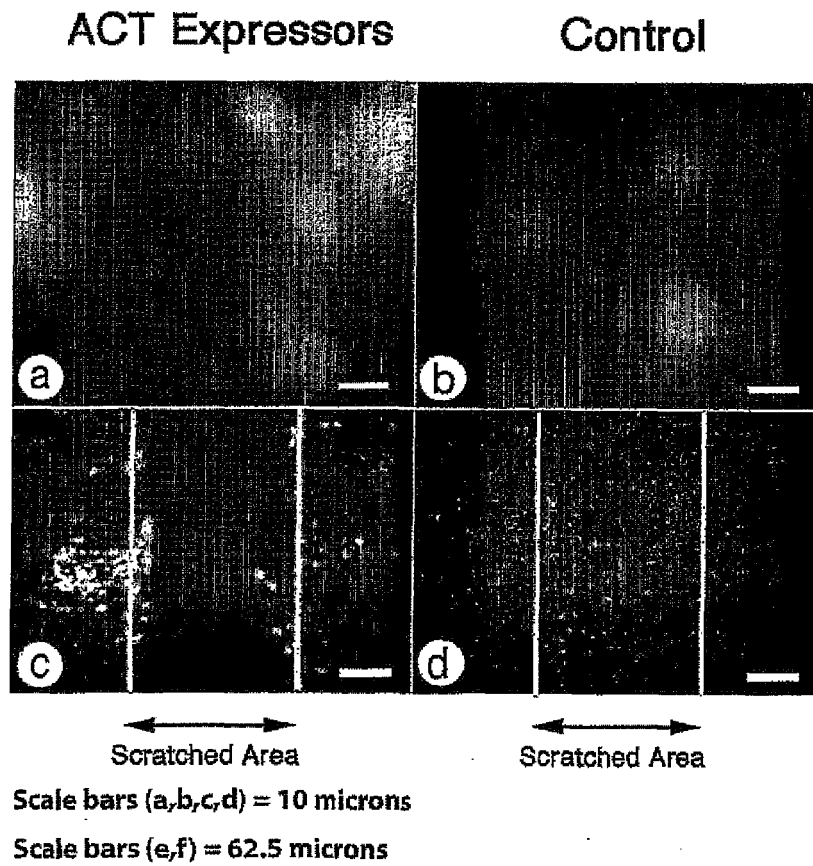 ACT Expressors Control
a b
c d
Scratched Area Scratched Area
Scale bars (a,b,c,d) = 10 microns
Scale bars (e,f) = 62.5 microns